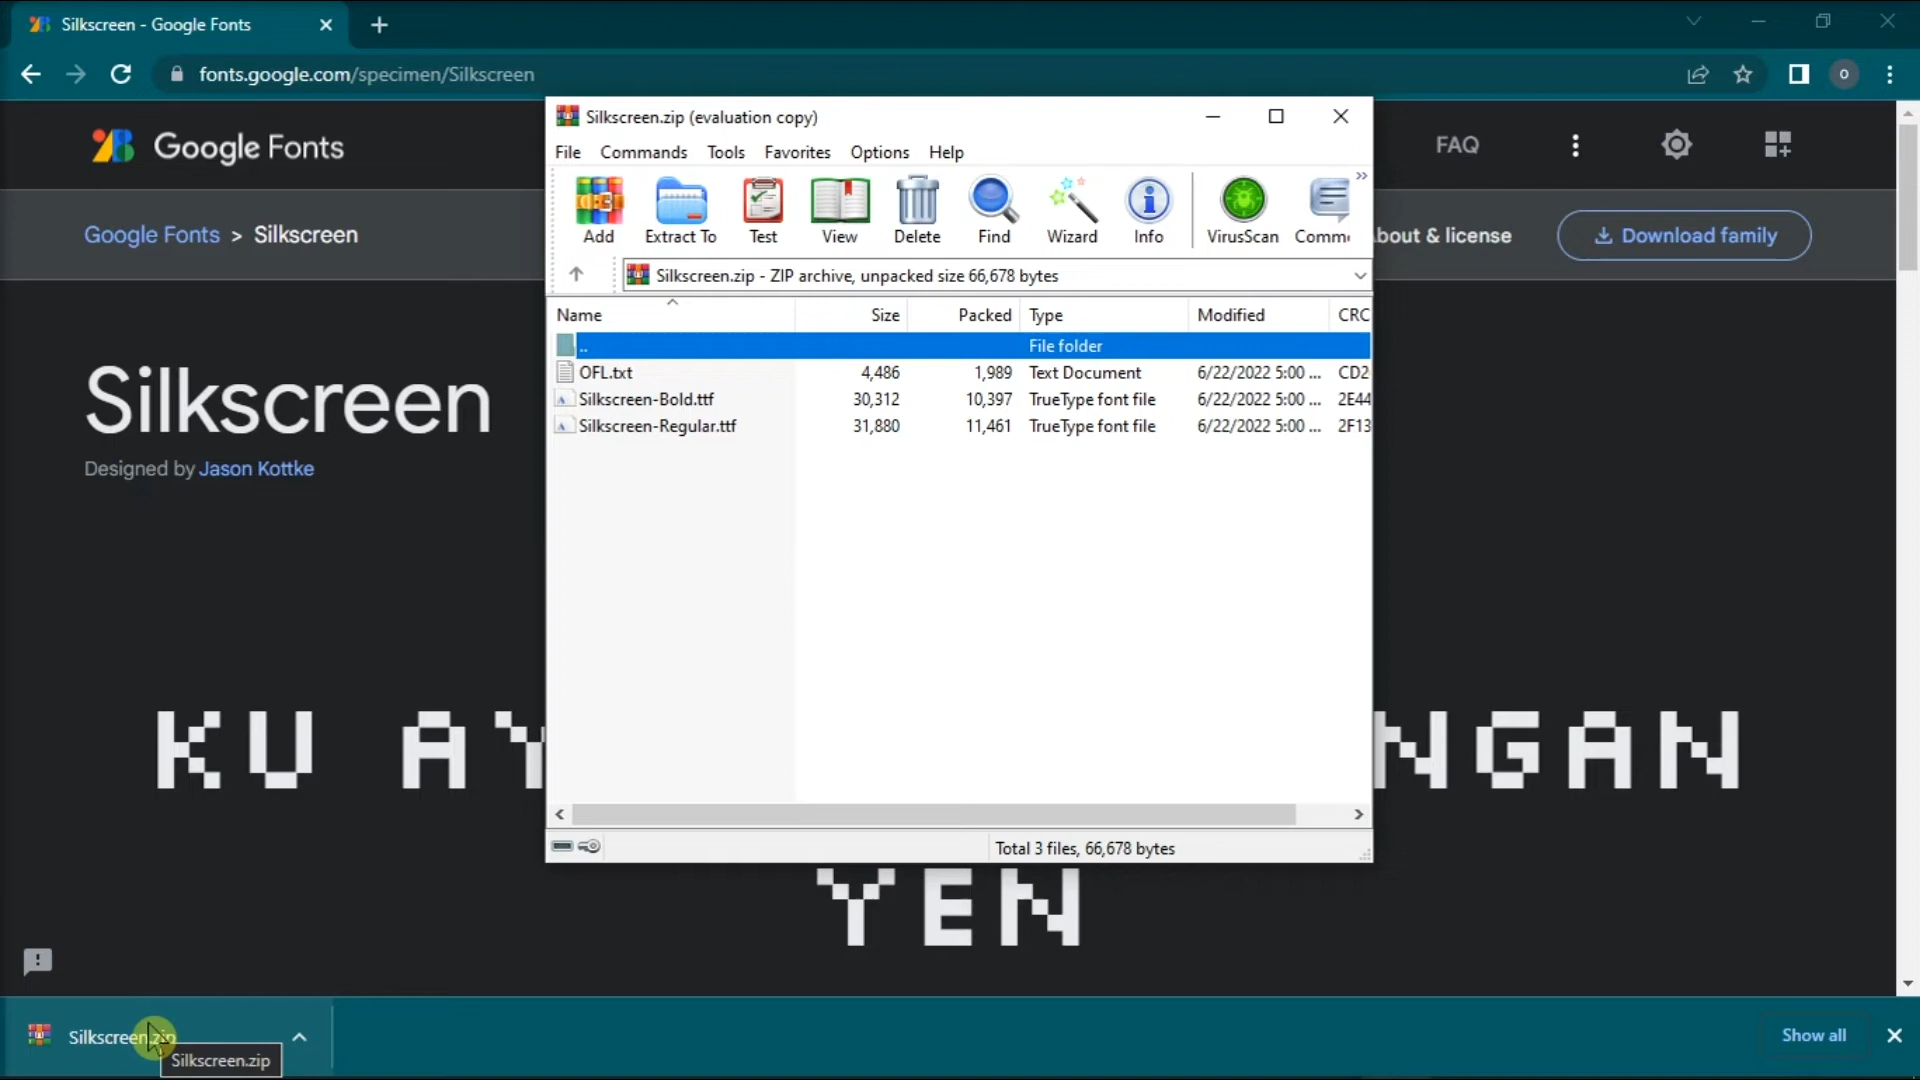 Silkscreen - Google Fonts
fonts.google.com/specimen/Silkscreen
o
Google Fonts
FAQ
Google Fonts > Silkscreen
bout & license
Download family
Silkscreen
Designed by Jason Kottke
KU AY
NGAN
YEN
Silkscreen.zip (evaluation copy)
File Commands Tools Favorites Options Help
Add Extract To Test View Delete Find Wizard Info VirusScan Comm
Silkscreen.zip - ZIP archive, unpacked size 66,678 bytes
Name Size Packed Type Modified CRC
.. File folder
OFL.txt 4,486 1,989 Text Document 6/22/2022 5:00 ... CD2
Silkscreen-Bold.ttf 30,312 10,397 TrueType font file 6/22/2022 5:00 ... 2E44
Silkscreen-Regular.ttf 31,880 11,461 TrueType font file 6/22/2022 5:00 ... 2F13
Total 3 files, 66,678 bytes
Silkscreen.zip
Silkscreen.zip
Show all